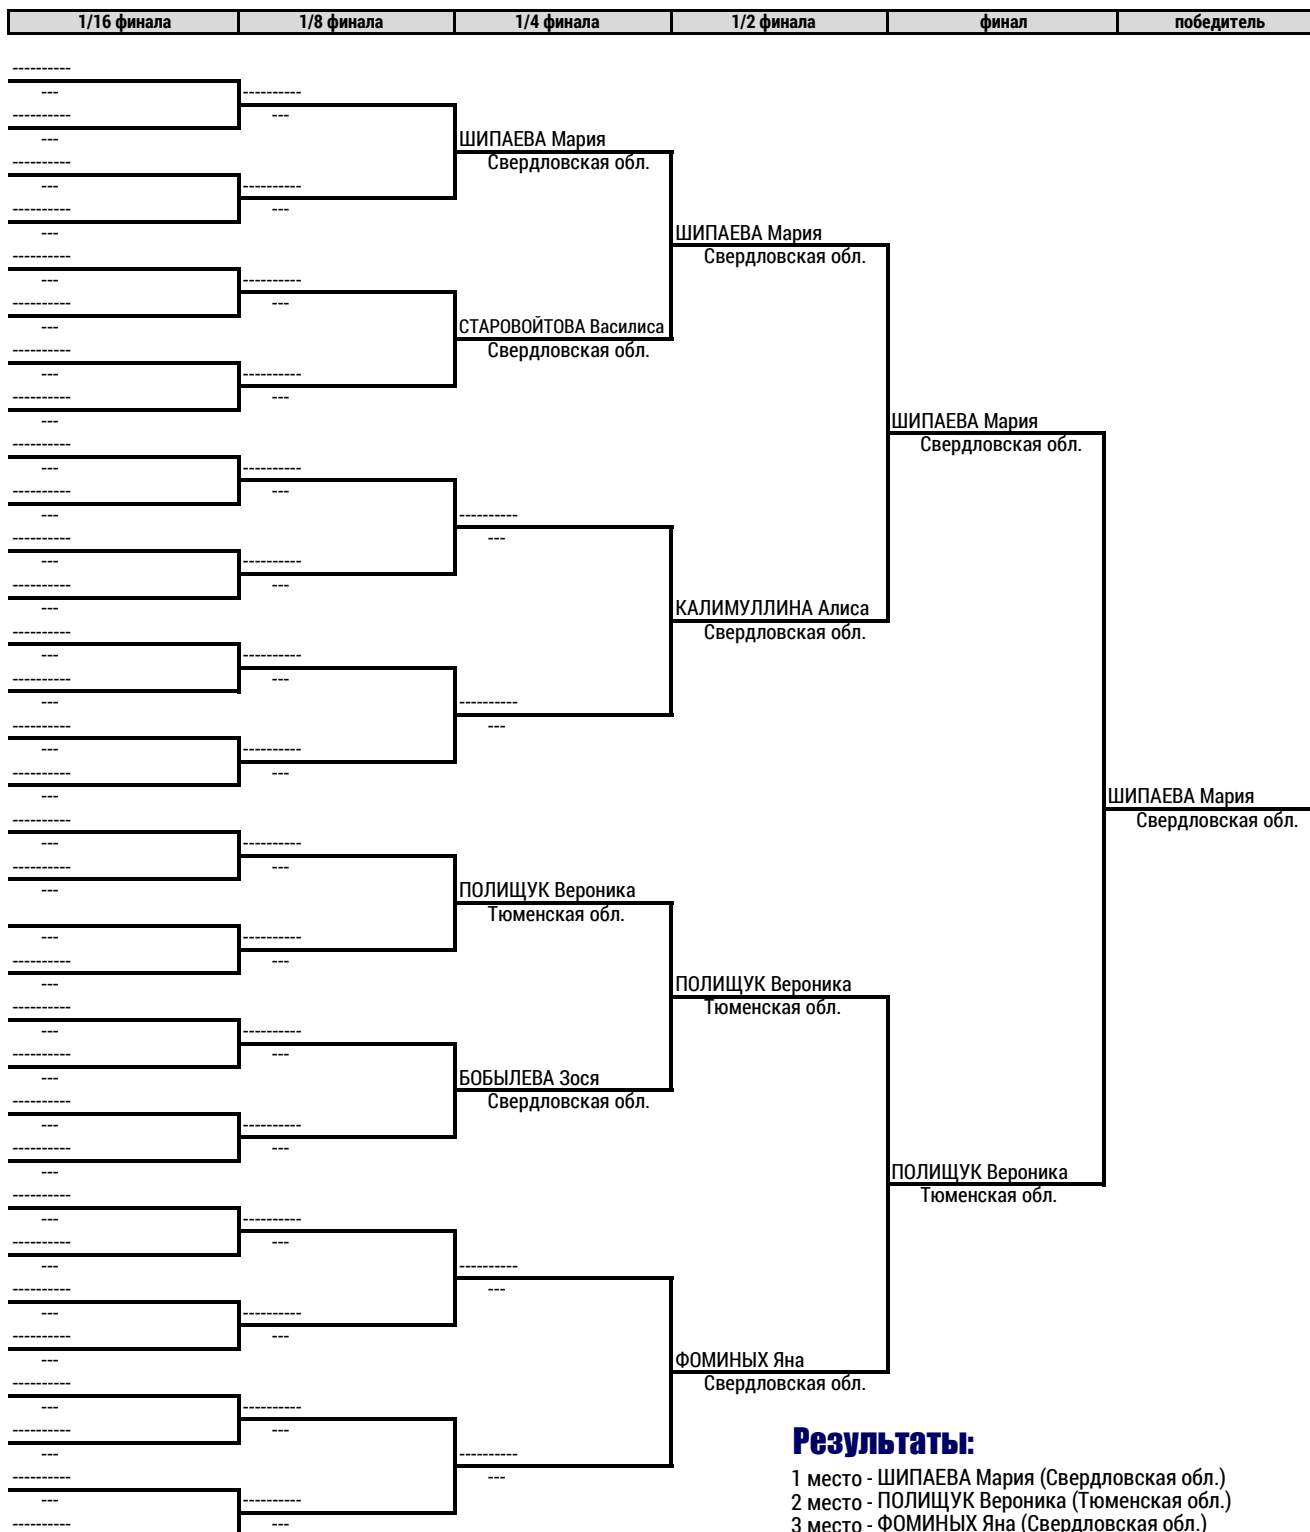 1/16 финала 1/8 финала 1/4 финала 1/2 финала финал победитель
----------
--- ----------
---------- ---
--- ШИПАЕВА Мария
---------- Свердловская обл.
--- ----------
---------- ---
--- ШИПАЕВА Мария
---------- Свердловская обл.
--- ----------
---------- ---
--- СТАРОВОЙТОВА Василиса
---------- Свердловская обл.
--- ----------
---------- ---
--- ШИПАЕВА Мария
---------- Свердловская обл.
--- ----------
---------- ---
--- ----------
---------- ---
--- ----------
---------- ---
--- КАЛИМУЛЛИНА Алиса
---------- Свердловская обл.
--- ----------
---------- ---
--- ----------
---------- ---
--- ----------
---------- ---
--- ШИПАЕВА Мария
---------- Свердловская обл.
--- ----------
---------- ---
--- ПОЛИЩУК Вероника
Тюменская обл.
--- ----------
---------- ---
--- ПОЛИЩУК Вероника
---------- Тюменская обл.
--- ----------
---------- ---
--- БОБЫЛЕВА Зося
---------- Свердловская обл.
--- ----------
---------- ---
--- ПОЛИЩУК Вероника
---------- Тюменская обл.
--- ----------
---------- ---
--- ----------
---------- ---
--- ----------
---------- ---
--- ФОМИНЫХ Яна
---------- Свердловская обл.
--- ----------
---------- ---
Результаты:
--- ----------
---------- ---
1 место - ШИПАЕВА Мария (Свердловская обл.)
--- ----------
2 место - ПОЛИЩУК Вероника (Тюменская обл.)
---------- ---
3 место - ФОМИНЫХ Яна (Свердловская обл.)